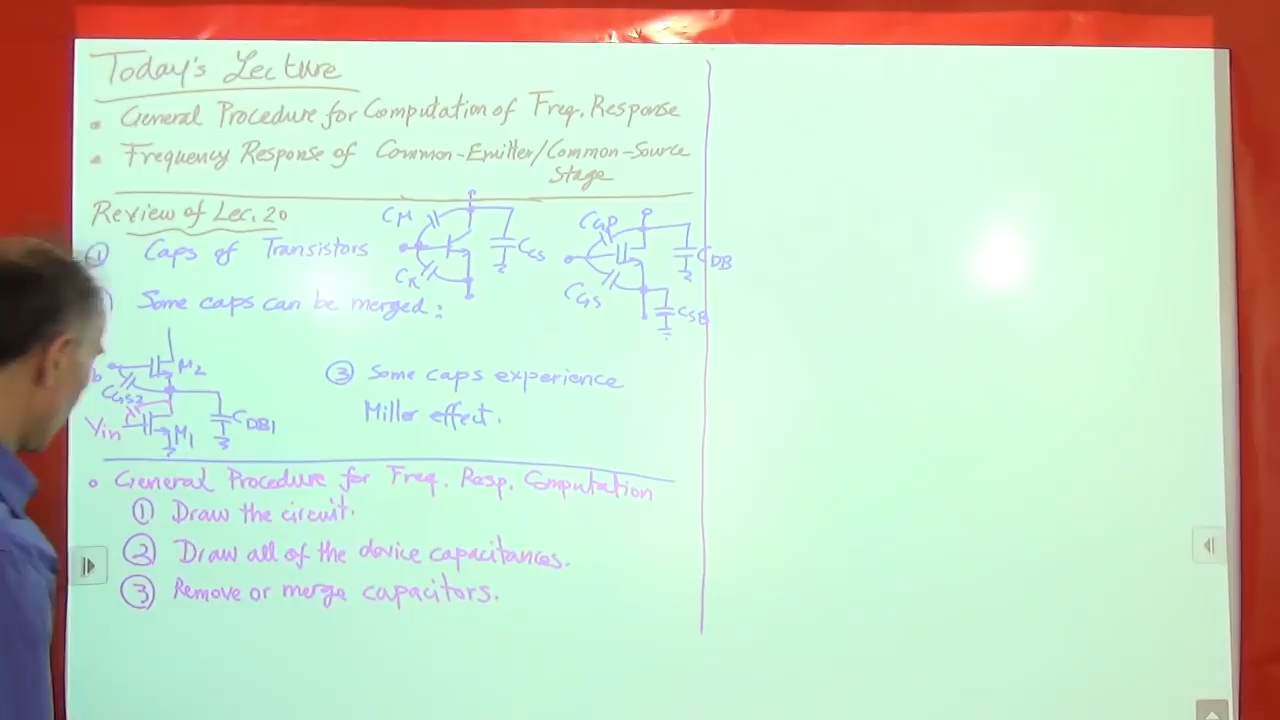 Today's Lecture
• General Procedure for Computation of Freq. Response
• Frequency Response of Common-Emitter/Common-Source
Stage
Review of Lec. 20
① Caps of Transistors
Cμ
Cπ
CCS
CGD
CGS
CDB
CSB
Some caps can be merged:
M2
CGS2
Vin
M1
CDB1
③ Some caps experience
Miller effect.
• General Procedure for Freq. Resp. Computation
① Draw the circuit.
② Draw all of the device capacitances.
③ Remove or merge capacitors.